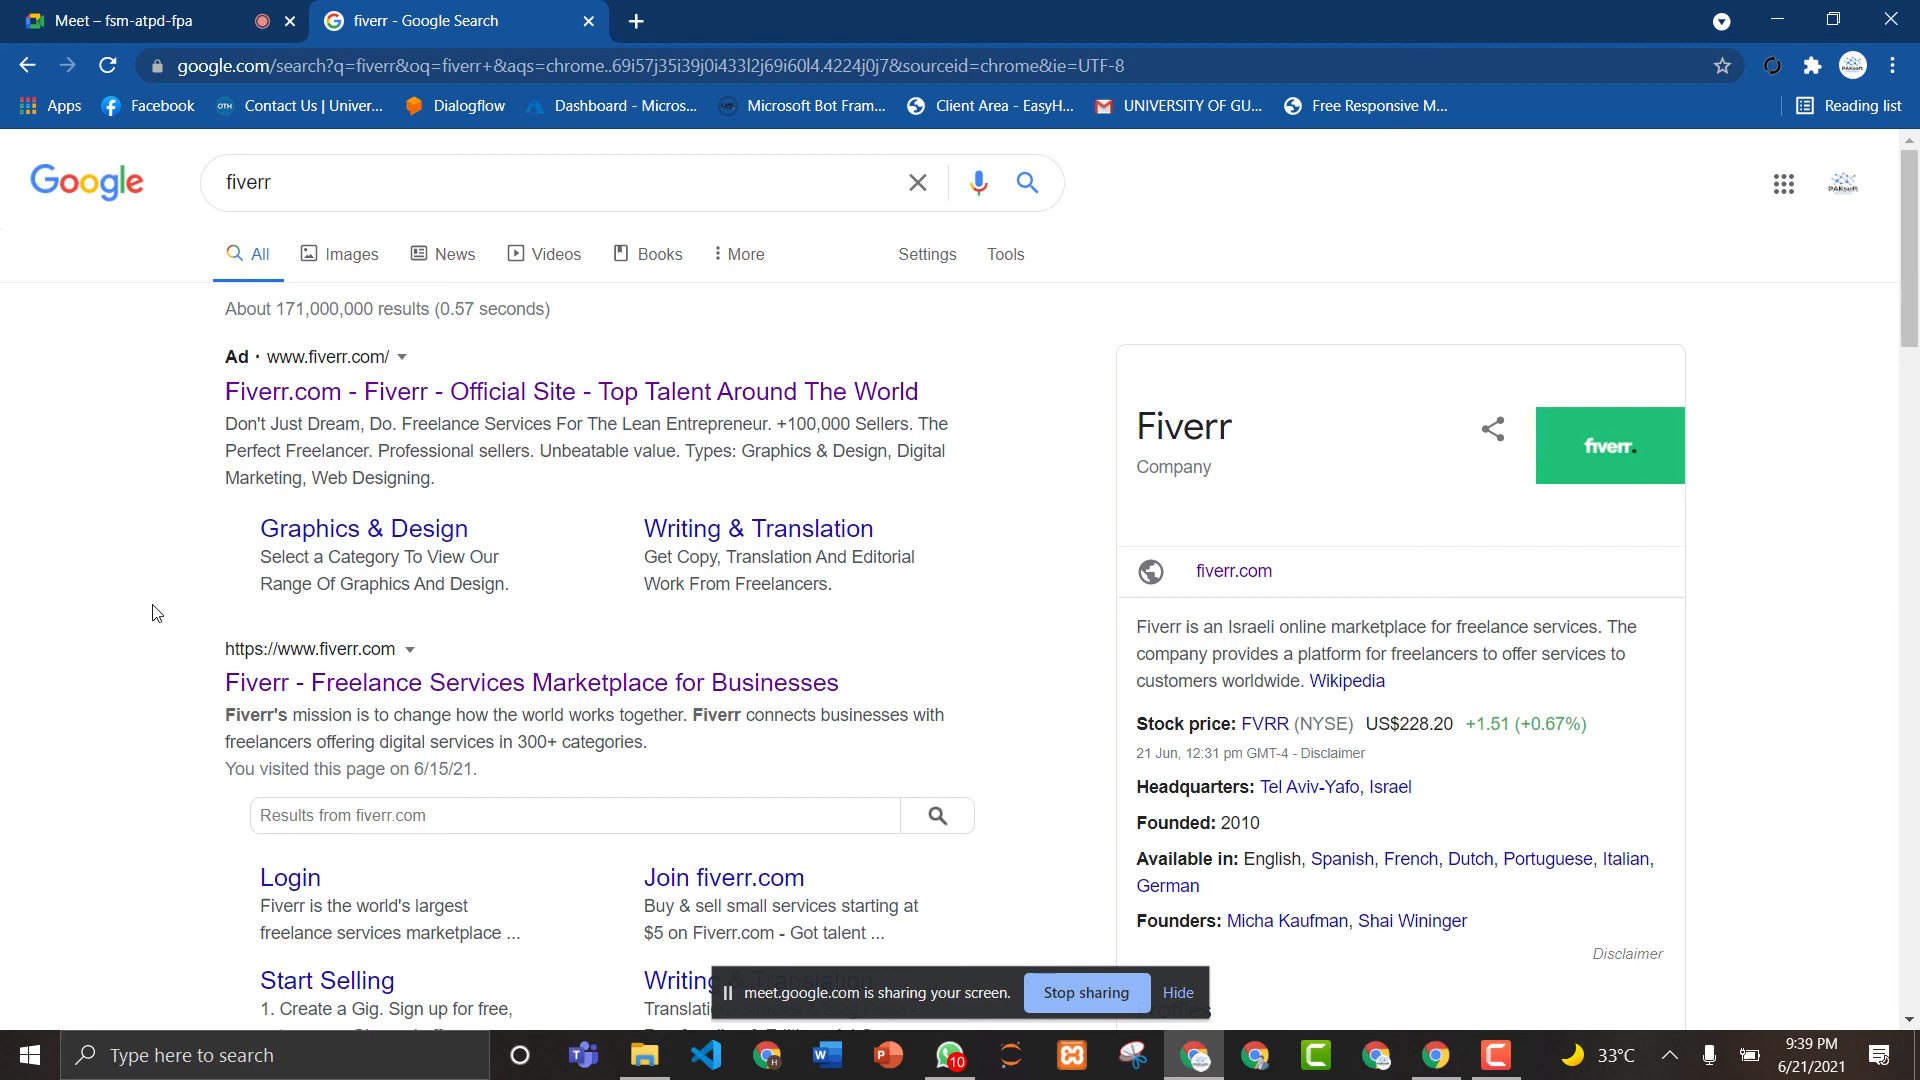 Meet – fsm-atpd-fpa
fiverr - Google Search
google.com/search?q=fiverr&oq=fiverr+&aqs=chrome..69i57j35i39j0i433l2j69i60l4.4224j0j7&sourceid=chrome&ie=UTF-8
Apps
Facebook
Contact Us | Univer...
Dialogflow
Dashboard - Micros...
Microsoft Bot Fram...
Client Area - EasyH...
UNIVERSITY OF GU...
Free Responsive M...
Reading list
Google
fiverr
PAKsoft
All
Images
News
Videos
Books
More
Settings
Tools
About 171,000,000 results (0.57 seconds)
Ad · www.fiverr.com/
Fiverr.com - Fiverr - Official Site - Top Talent Around The World
Don't Just Dream, Do. Freelance Services For The Lean Entrepreneur. +100,000 Sellers. The
Perfect Freelancer. Professional sellers. Unbeatable value. Types: Graphics & Design, Digital
Marketing, Web Designing.
Graphics & Design
Select a Category To View Our
Range Of Graphics And Design.
Writing & Translation
Get Copy, Translation And Editorial
Work From Freelancers.
https://www.fiverr.com
Fiverr - Freelance Services Marketplace for Businesses
Fiverr's mission is to change how the world works together. Fiverr connects businesses with
freelancers offering digital services in 300+ categories.
You visited this page on 6/15/21.
Results from fiverr.com
Login
Fiverr is the world's largest
freelance services marketplace ...
Join fiverr.com
Buy & sell small services starting at
$5 on Fiverr.com - Got talent ...
Start Selling
1. Create a Gig. Sign up for free,
Writing & Translation
Fiverr
Company
fiverr.
fiverr.com
Fiverr is an Israeli online marketplace for freelance services. The
company provides a platform for freelancers to offer services to
customers worldwide. Wikipedia
Stock price: FVRR (NYSE) US$228.20 +1.51 (+0.67%)
21 Jun, 12:31 pm GMT-4 - Disclaimer
Headquarters: Tel Aviv-Yafo, Israel
Founded: 2010
Available in: English, Spanish, French, Dutch, Portuguese, Italian,
German
Founders: Micha Kaufman, Shai Wininger
Disclaimer
Profiles
meet.google.com is sharing your screen.
Stop sharing
Hide
Type here to search
10
33°C
9:39 PM
6/21/2021